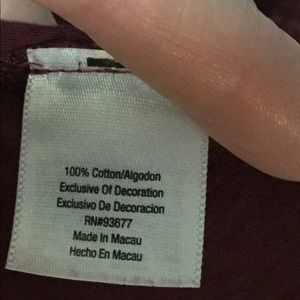 100% Cotton/Algodon
Exclusive Of Decoration
Exclusivo De Decoracion
RN#93677
Made In Macau
Hecho En Macau